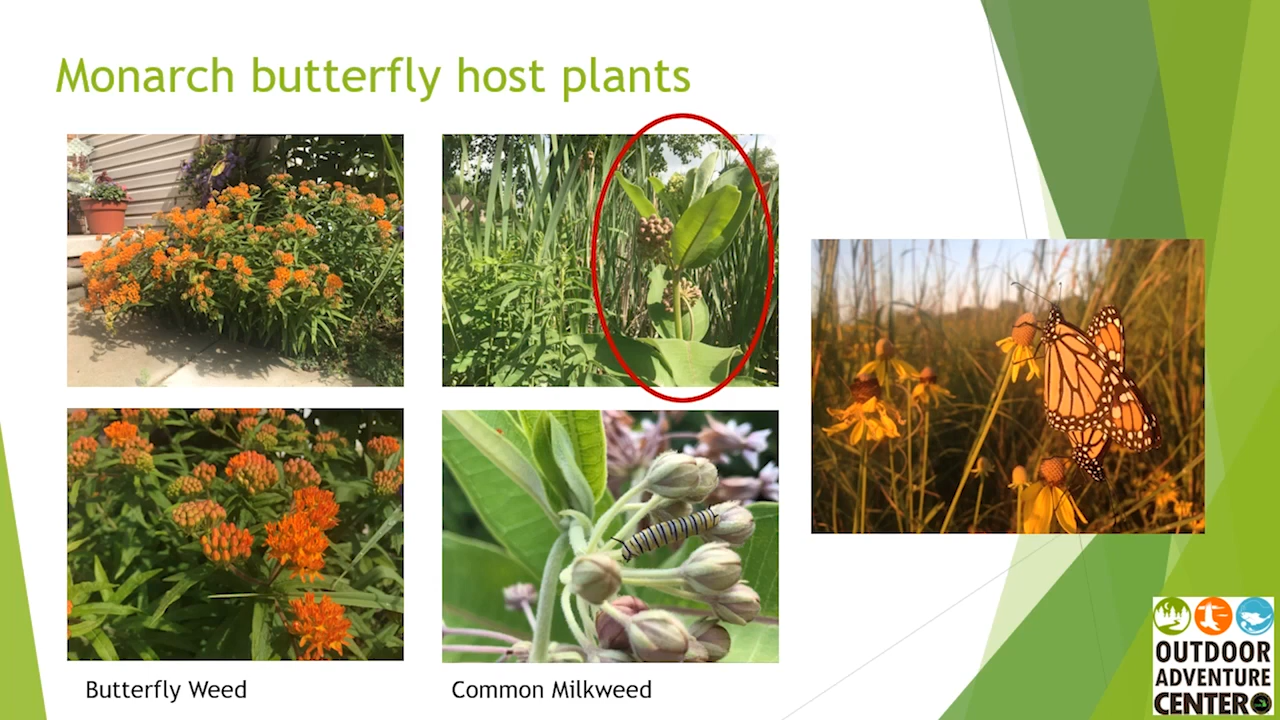 Monarch butterfly host plants
Butterfly Weed
Common Milkweed
OUTDOOR
ADVENTURE
CENTER